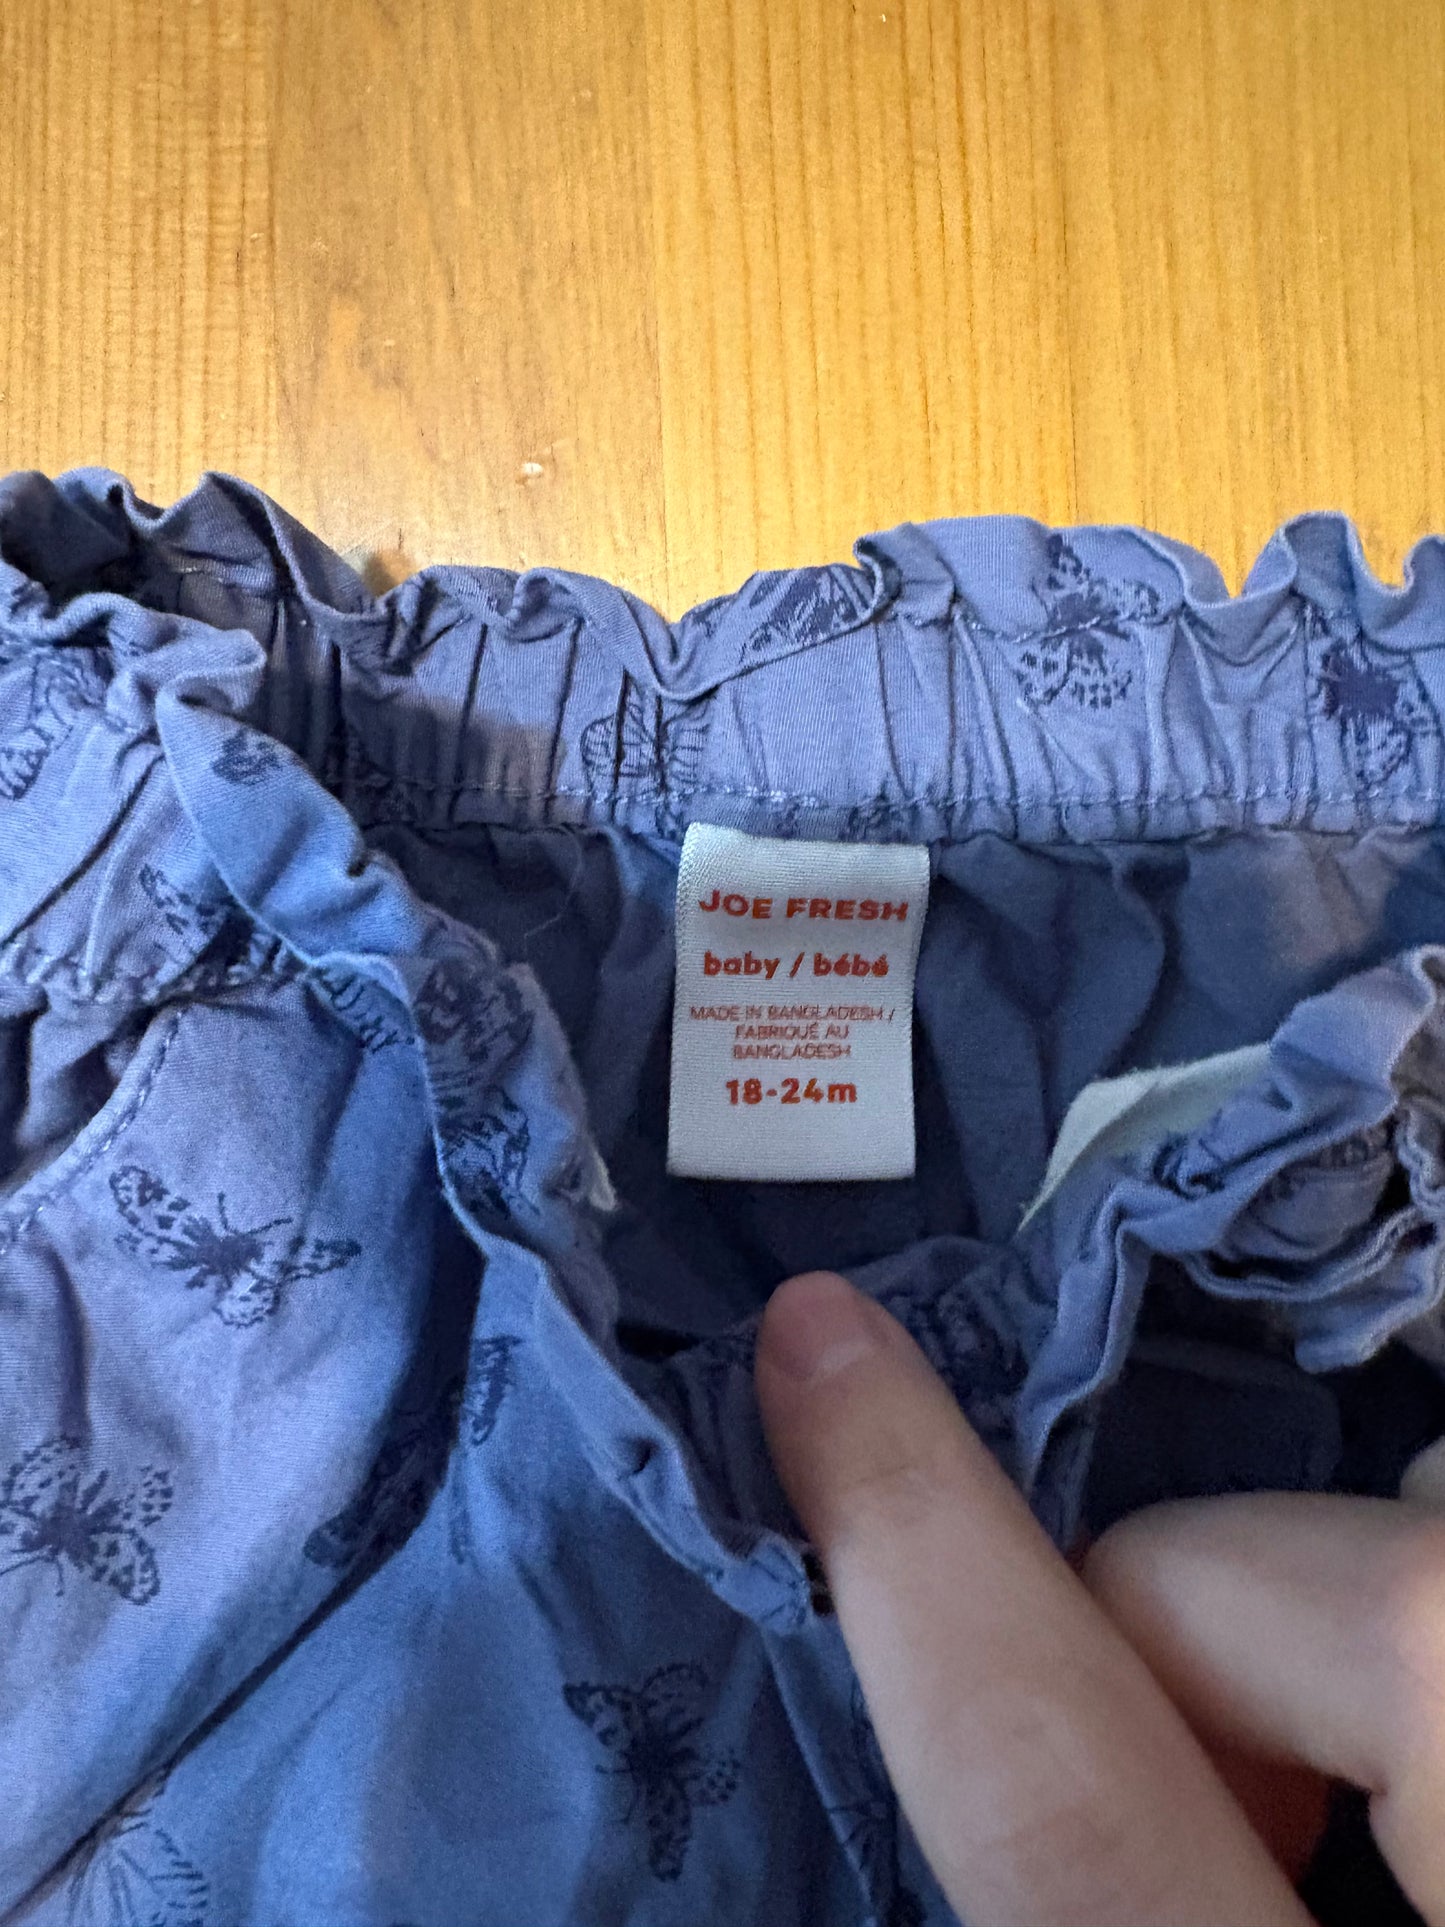 JOE FRESH
baby / bébé
MADE IN BANGLADESH /
FABRIQUÉ AU
BANGLADESH
18-24m